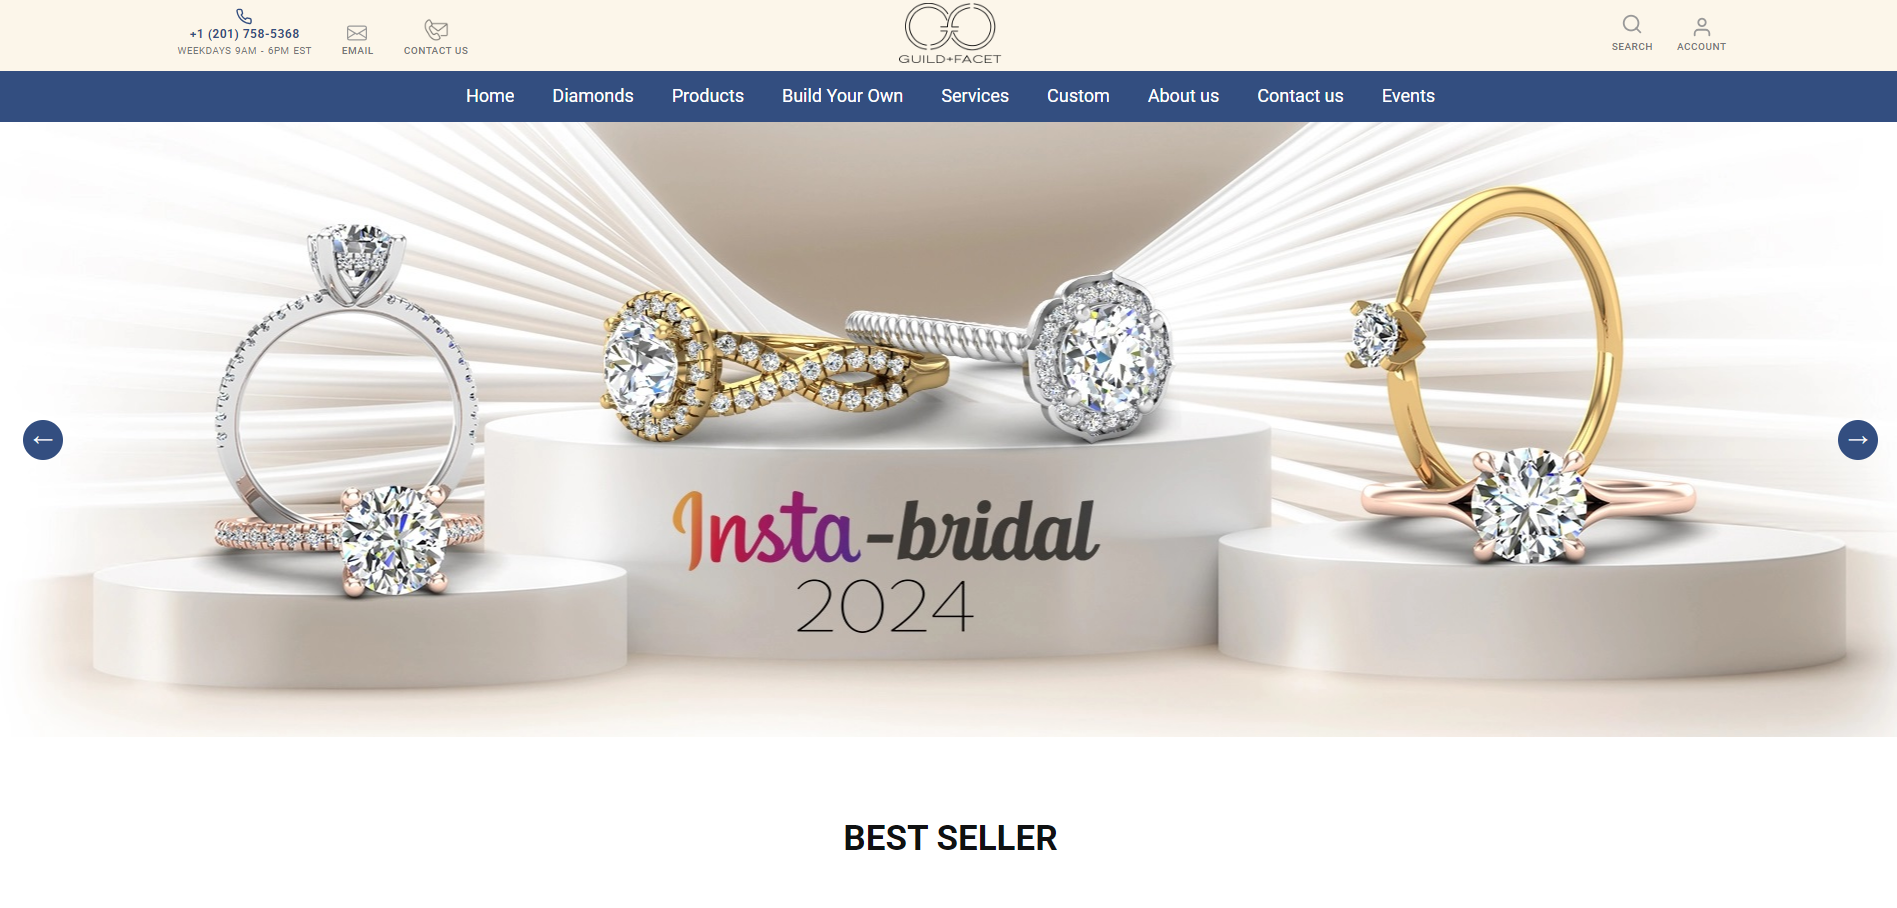 +1 (201) 758-5368
WEEKDAYS 9AM - 6PM EST
EMAIL
CONTACT US
GUILD+FACET
SEARCH
ACCOUNT
Home Diamonds Products Build Your Own Services Custom About us Contact us Events
Insta-bridal
2024
BEST SELLER